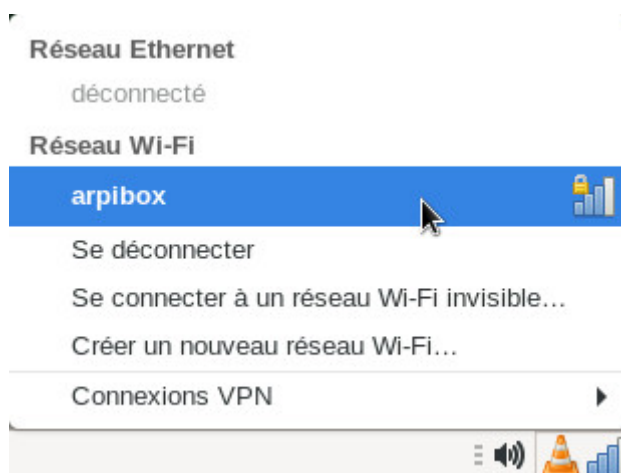 Réseau Ethernet
déconnecté
Réseau Wi-Fi
arpibox
Se déconnecter
Se connecter à un réseau Wi-Fi invisible…
Créer un nouveau réseau Wi-Fi…
Connexions VPN